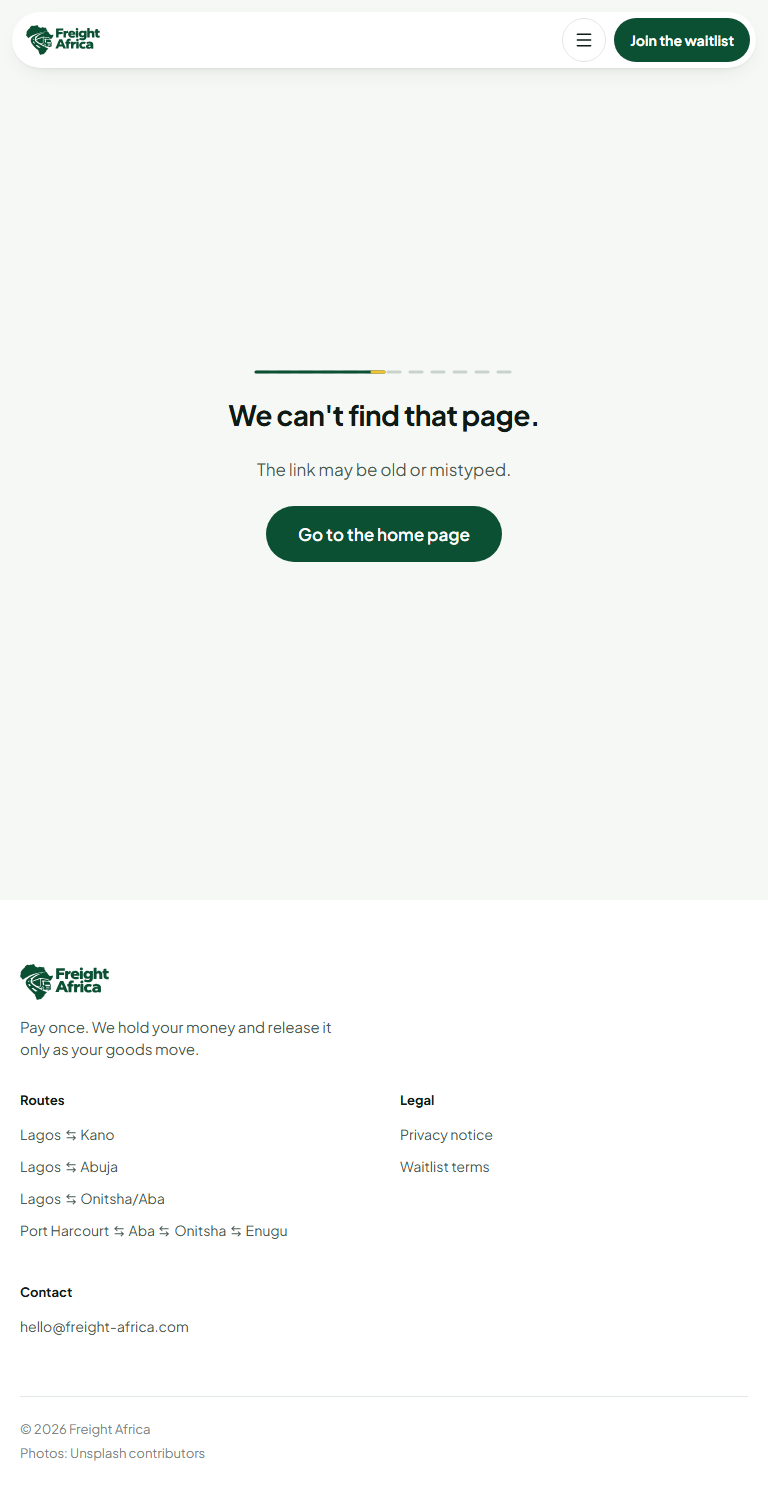 Freight
Africa
Join the waitlist
We can't find that page.
The link may be old or mistyped.
Go to the home page
Freight
Africa
Pay once. We hold your money and release it
only as your goods move.
Routes
Legal
Lagos ⇆ Kano
Privacy notice
Lagos ⇆ Abuja
Waitlist terms
Lagos ⇆ Onitsha/Aba
Port Harcourt ⇆ Aba ⇆ Onitsha ⇆ Enugu
Contact
hello@freight-africa.com
© 2026 Freight Africa
Photos: Unsplash contributors